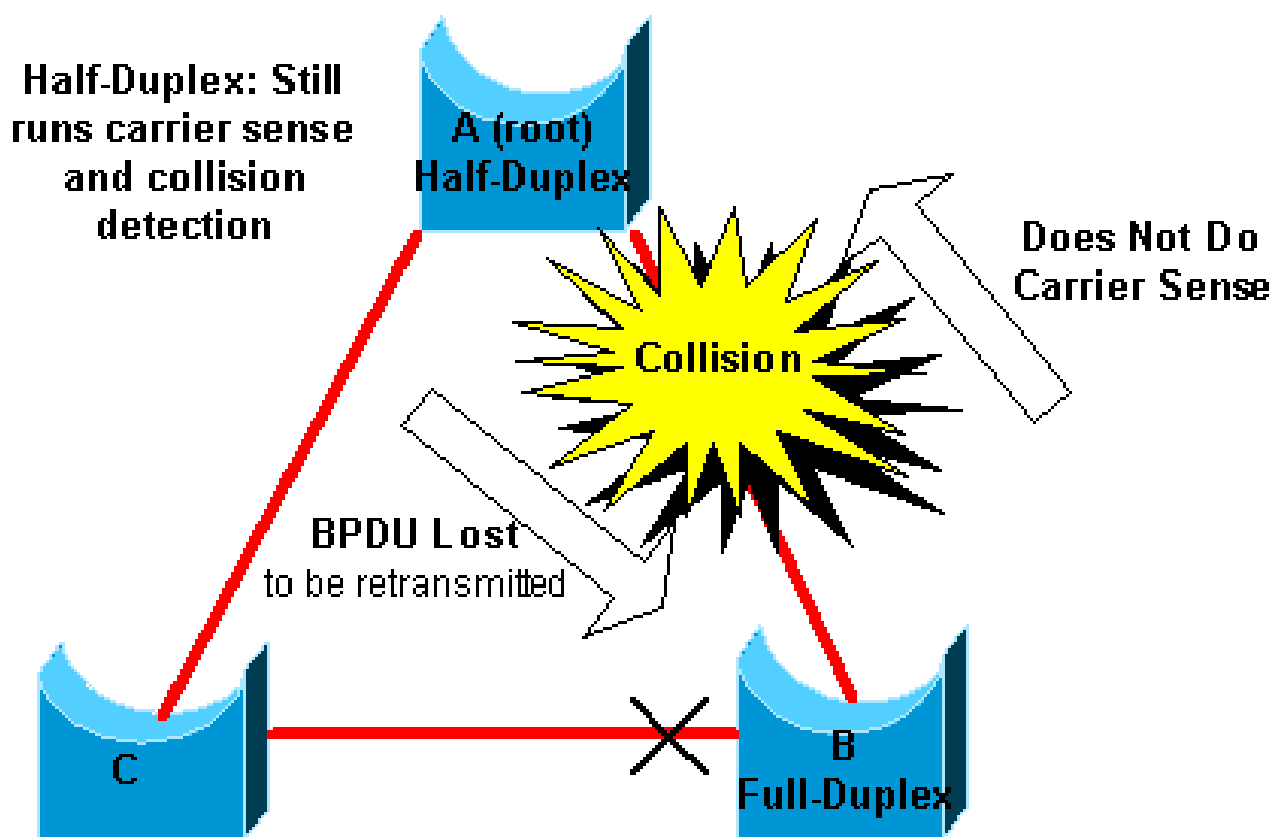 Half-Duplex: Still
runs carrier sense
and collision
detection
A (root)
Half-Duplex
Does Not Do
Carrier Sense
Collision
BPDU Lost
to be retransmitted
C
B
Full-Duplex